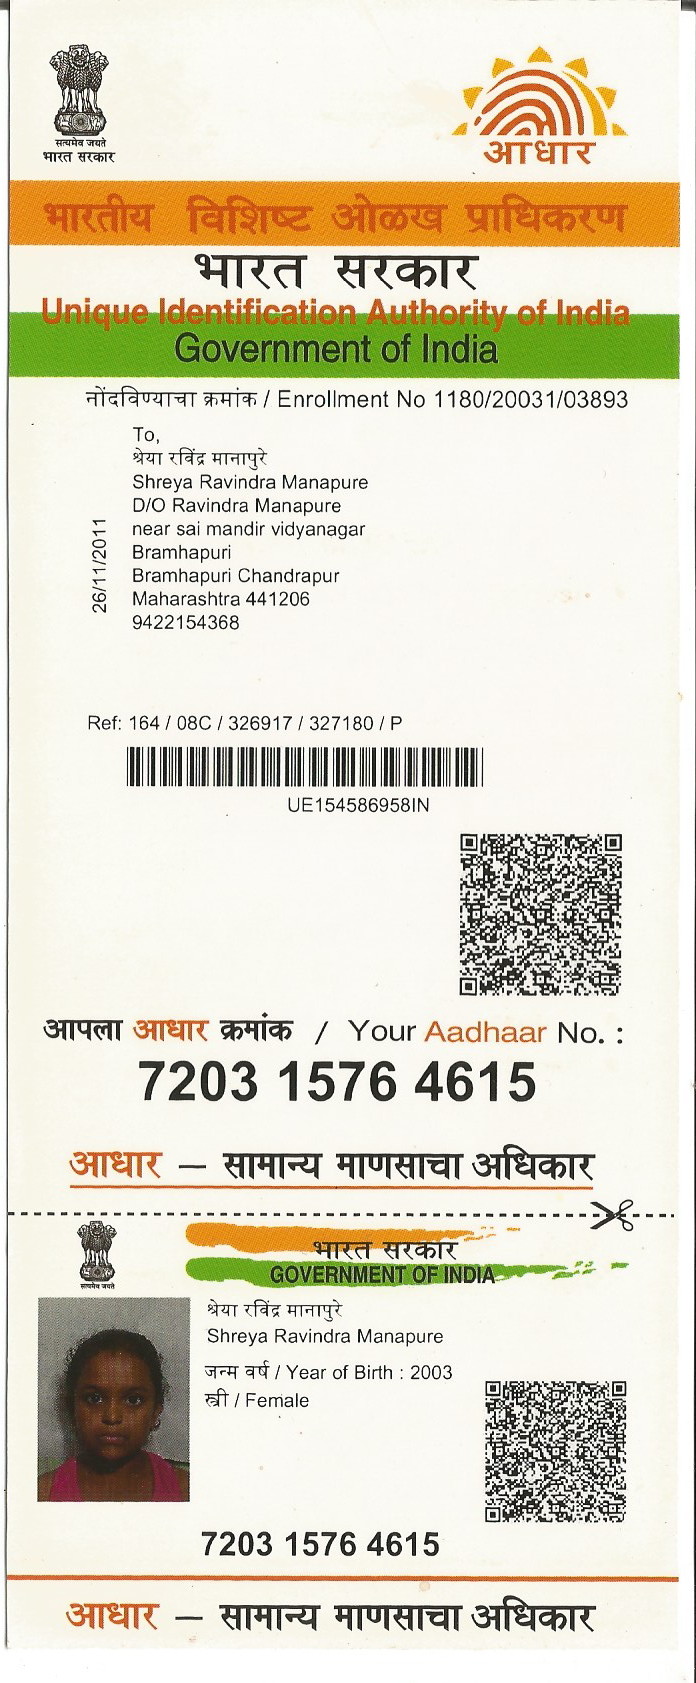 सत्यमेव जयते
भारत सरकार
आधार
भारतीय विशिष्ट ओळख प्राधिकरण
भारत सरकार
Unique Identification Authority of India
Government of India
नोंदविण्याचा क्रमांक / Enrollment No 1180/20031/03893
To,
श्रेया रविंद्र मानापुरे
Shreya Ravindra Manapure
D/O Ravindra Manapure
near sai mandir vidyanagar
Bramhapuri
Bramhapuri Chandrapur
Maharashtra 441206
9422154368
26/11/2011
Ref: 164 / 08C / 326917 / 327180 / P
UE154586958IN
आपला आधार क्रमांक / Your Aadhaar No. :
7203 1576 4615
आधार — सामान्य माणसाचा अधिकार
सत्यमेव जयते
भारत सरकार
GOVERNMENT OF INDIA
श्रेया रविंद्र मानापुरे
Shreya Ravindra Manapure
जन्म वर्ष / Year of Birth : 2003
स्त्री / Female
7203 1576 4615
आधार — सामान्य माणसाचा अधिकार